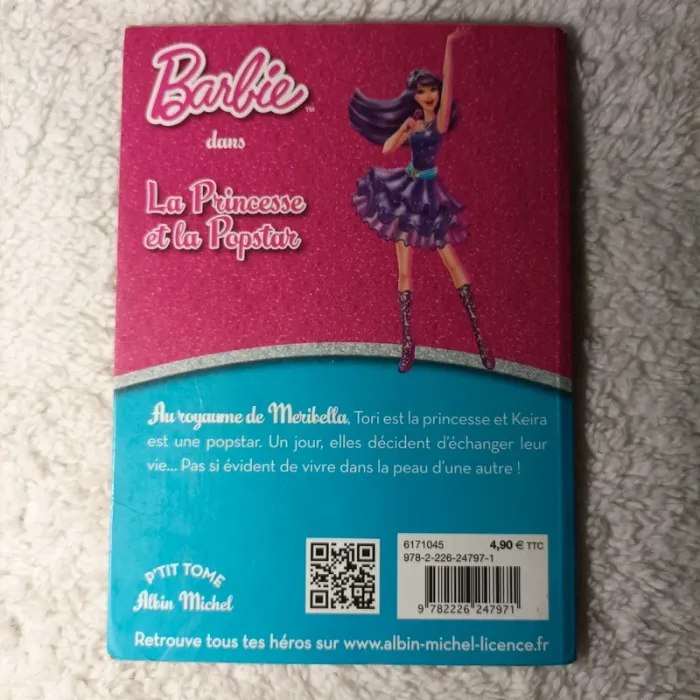 Barbie™
dans
La Princesse
et la Popstar
Au royaume de Meribella, Tori est la princesse et Keira
est une popstar. Un jour, elles décident d'échanger leur
vie... Pas si évident de vivre dans la peau d'une autre !
6171045 4,90 € TTC
978-2-226-24797-1
9 782226 247971
P'TIT TOME
Albin Michel
Retrouve tous tes héros sur www.albin-michel-licence.fr